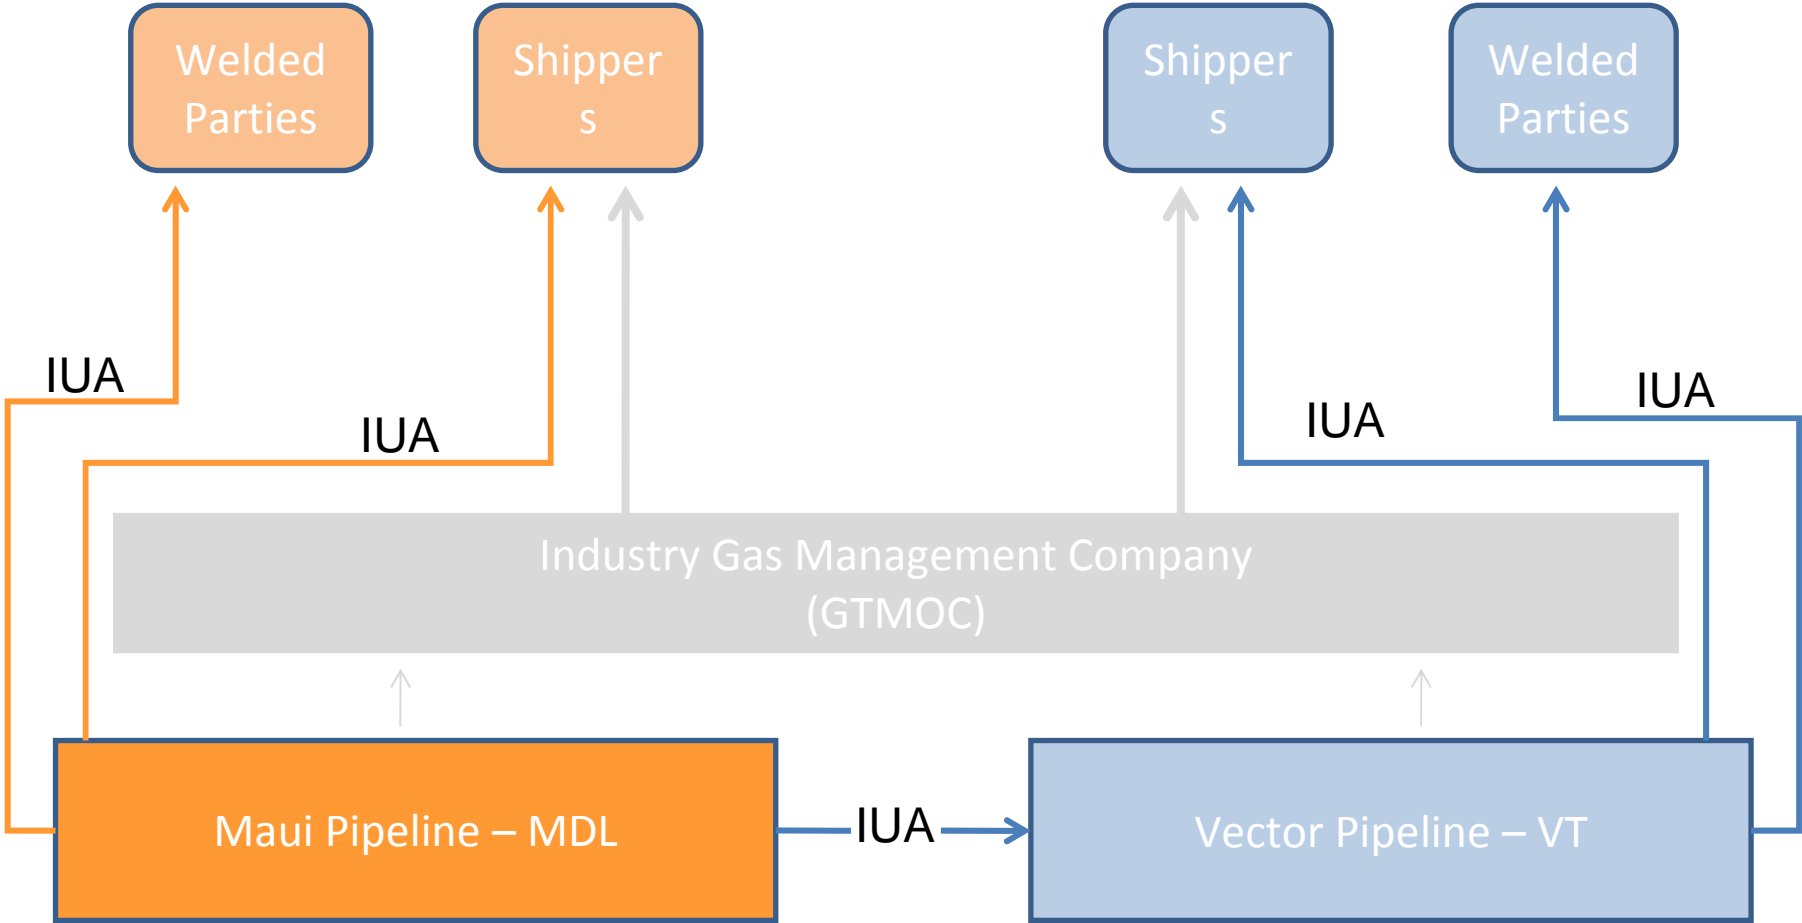 Welded
Parties
Shipper
s
Shipper
s
Welded
Parties
IUA
IUA
IUA
IUA
Industry Gas Management Company
(GTMOC)
Maui Pipeline – MDL
IUA
Vector Pipeline – VT